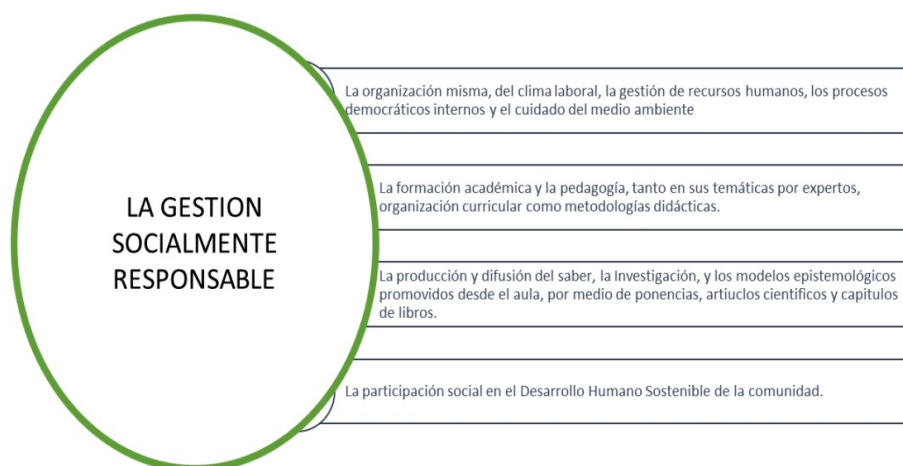 LA GESTION
SOCIALMENTE
RESPONSABLE
La organización misma, del clima laboral, la gestión de recursos humanos, los procesos
democráticos internos y el cuidado del medio ambiente
La formación académica y la pedagogía, tanto en sus temáticas por expertos,
organización curricular como metodologías didácticas.
La producción y difusión del saber, la Investigación, y los modelos epistemológicos
promovidos desde el aula, por medio de ponencias, artiuclos cientificos y capitulos
de libros.
La participación social en el Desarrollo Humano Sostenible de la comunidad.